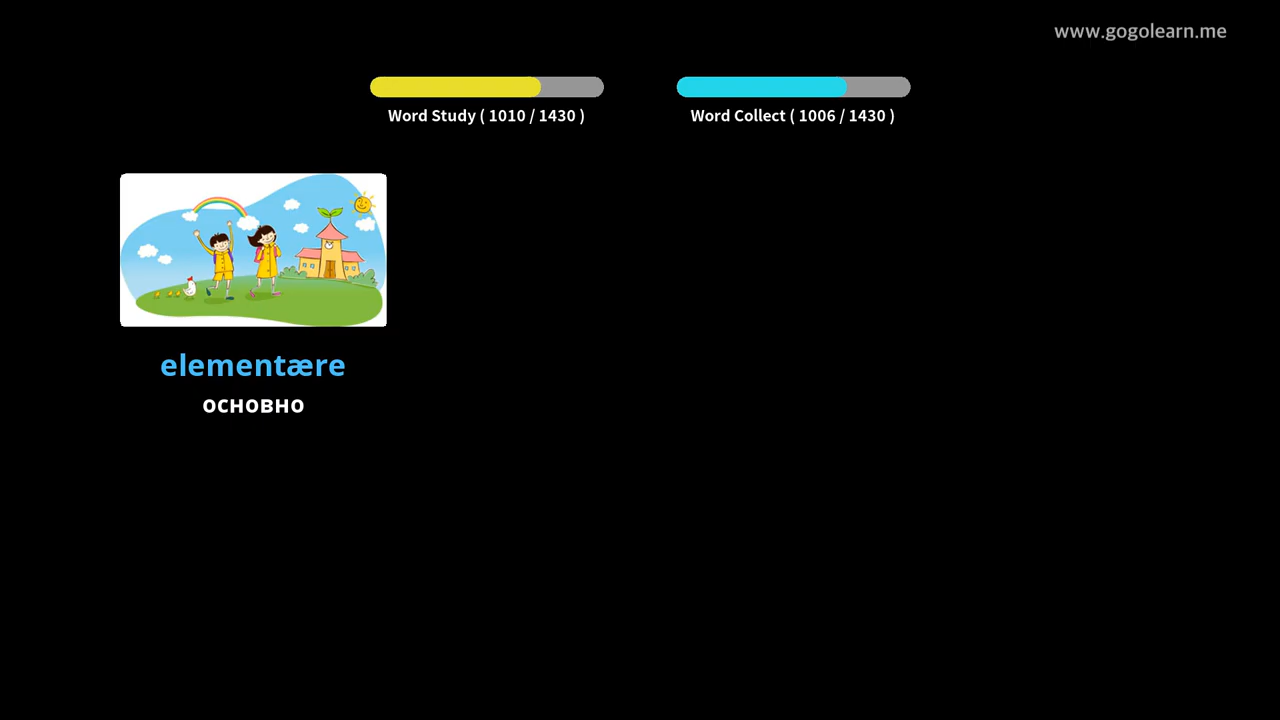 www.gogolearn.me
Word Study ( 1010 / 1430 )
Word Collect ( 1006 / 1430 )
elementære
основно